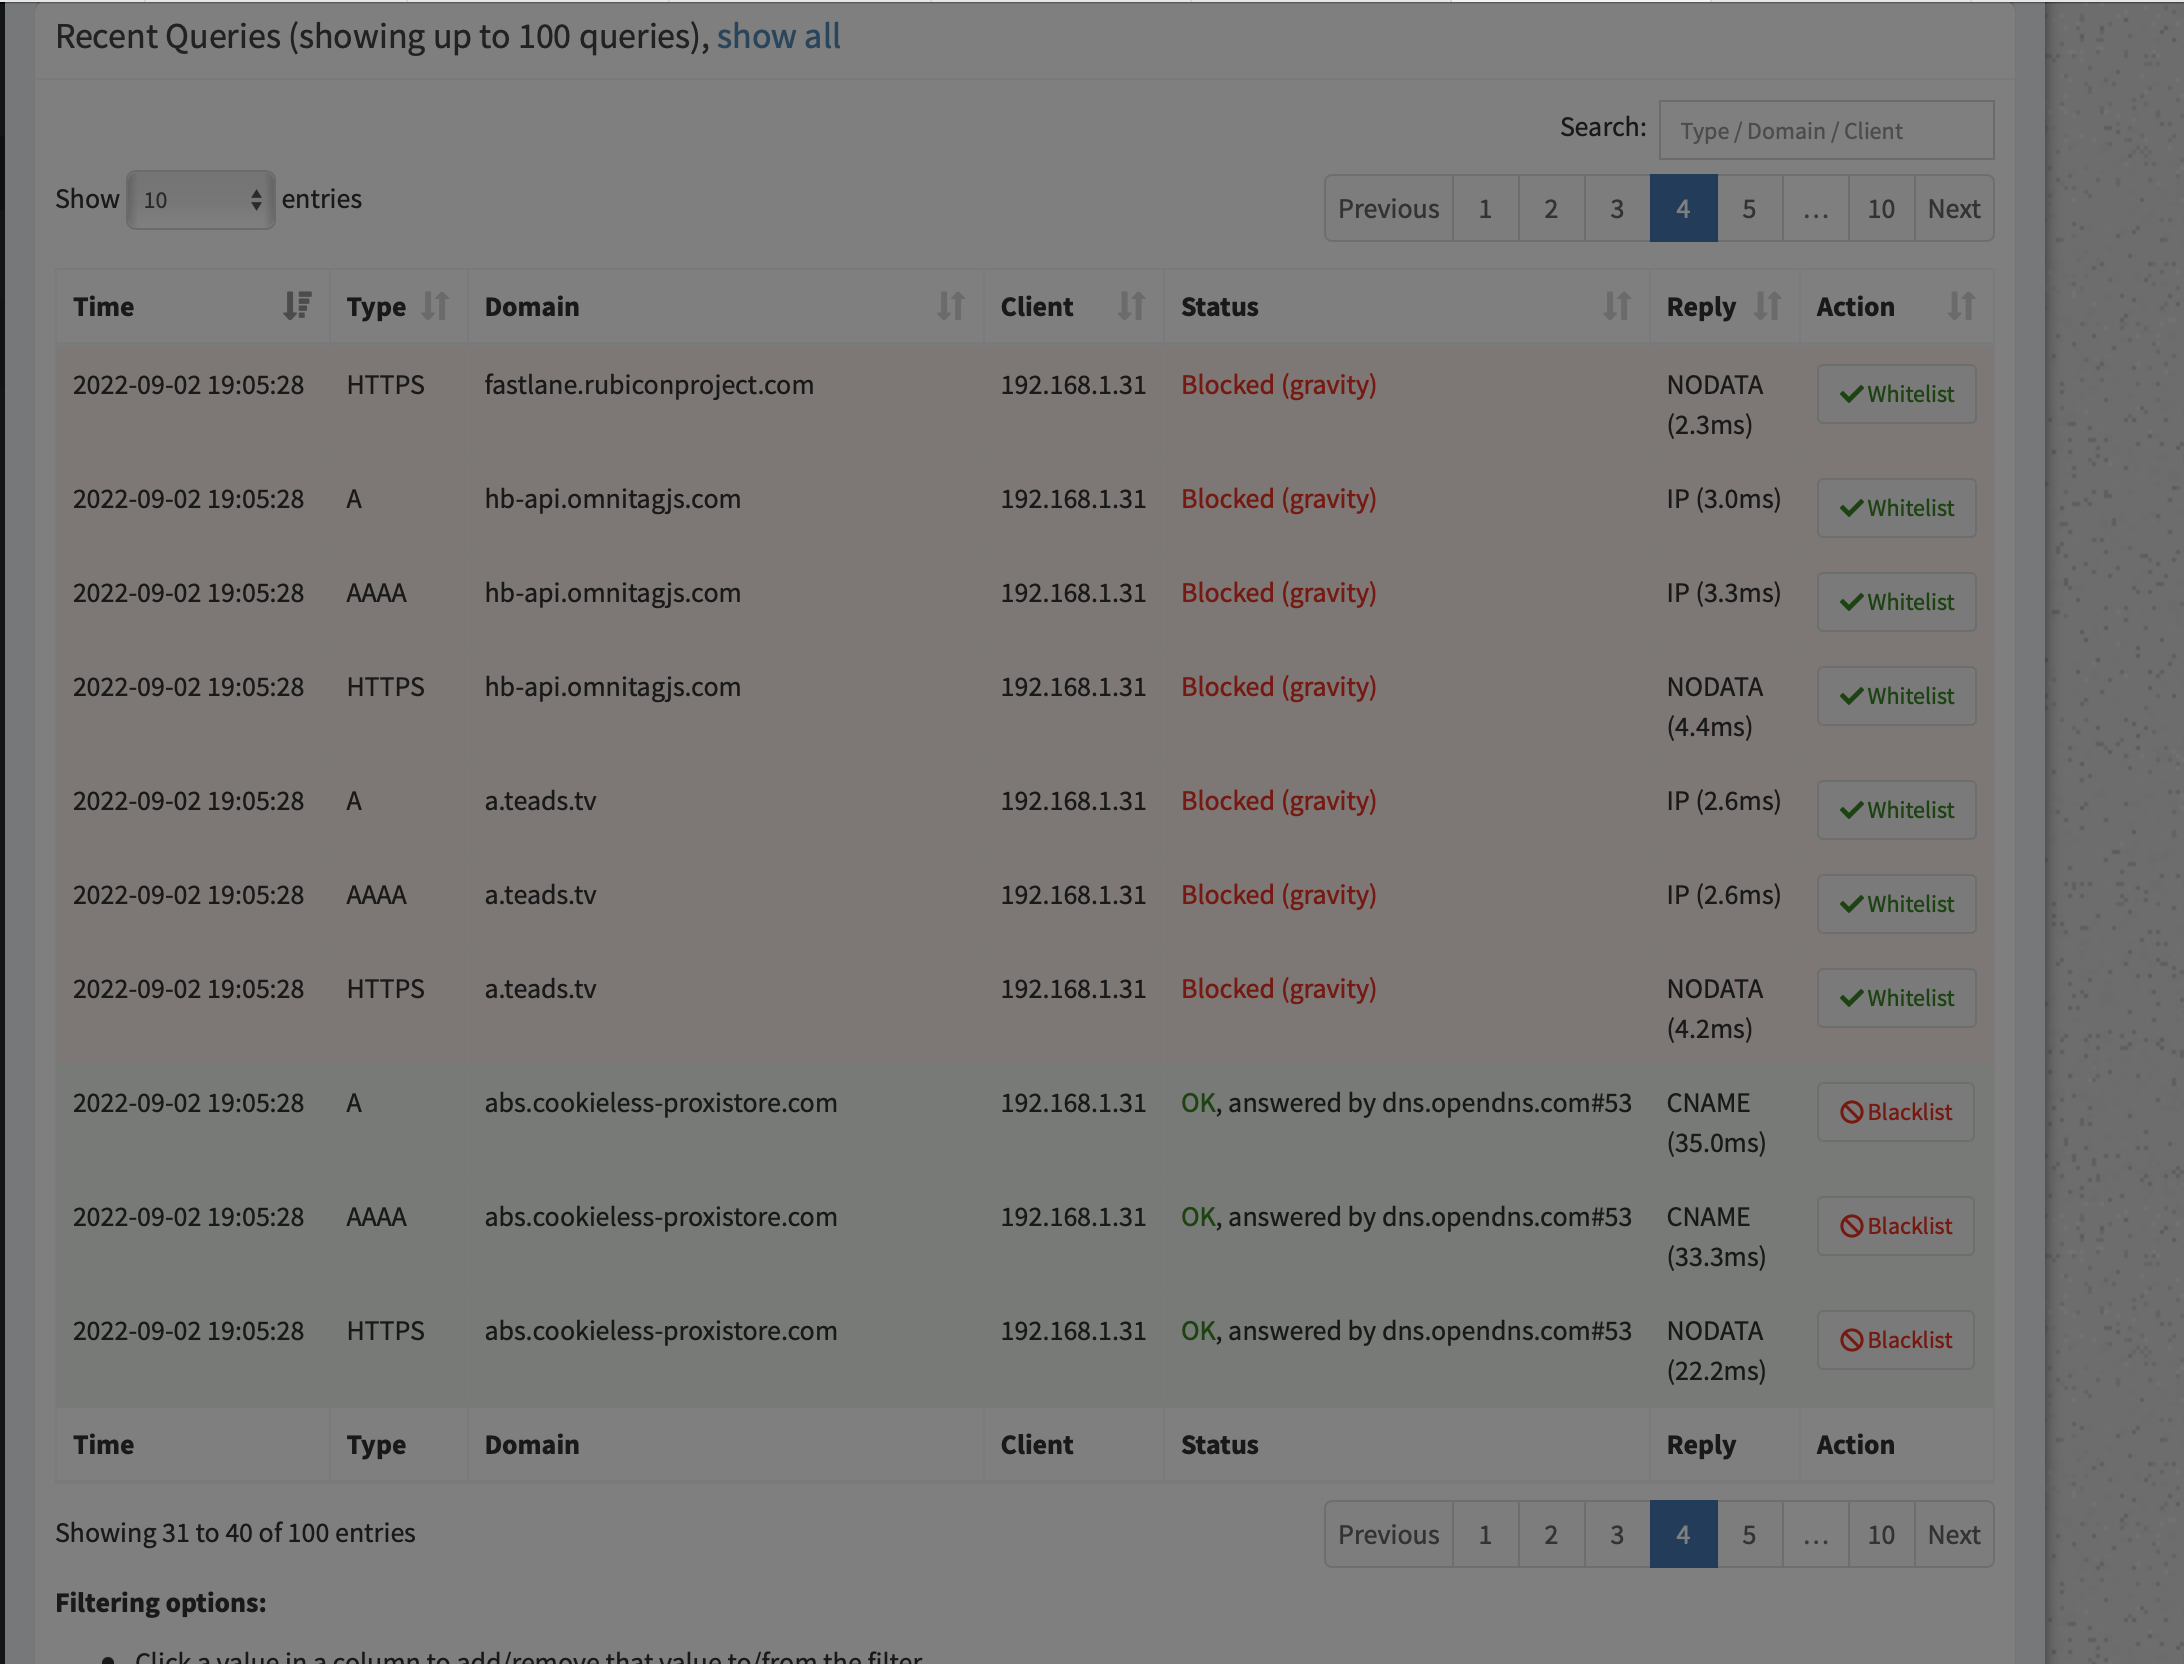 Recent Queries (showing up to 100 queries), show all
Search: Type / Domain / Client
Show 10 entries
Previous 1 2 3 4 5 … 10 Next
Time Type Domain Client Status Reply Action
2022-09-02 19:05:28 HTTPS fastlane.rubiconproject.com 192.168.1.31 Blocked (gravity) NODATA Whitelist
(2.3ms)
2022-09-02 19:05:28 A hb-api.omnitagjs.com 192.168.1.31 Blocked (gravity) IP (3.0ms) Whitelist
2022-09-02 19:05:28 AAAA hb-api.omnitagjs.com 192.168.1.31 Blocked (gravity) IP (3.3ms) Whitelist
2022-09-02 19:05:28 HTTPS hb-api.omnitagjs.com 192.168.1.31 Blocked (gravity) NODATA Whitelist
(4.4ms)
2022-09-02 19:05:28 A a.teads.tv 192.168.1.31 Blocked (gravity) IP (2.6ms) Whitelist
2022-09-02 19:05:28 AAAA a.teads.tv 192.168.1.31 Blocked (gravity) IP (2.6ms) Whitelist
2022-09-02 19:05:28 HTTPS a.teads.tv 192.168.1.31 Blocked (gravity) NODATA Whitelist
(4.2ms)
2022-09-02 19:05:28 A abs.cookieless-proxistore.com 192.168.1.31 OK, answered by dns.opendns.com#53 CNAME Blacklist
(35.0ms)
2022-09-02 19:05:28 AAAA abs.cookieless-proxistore.com 192.168.1.31 OK, answered by dns.opendns.com#53 CNAME Blacklist
(33.3ms)
2022-09-02 19:05:28 HTTPS abs.cookieless-proxistore.com 192.168.1.31 OK, answered by dns.opendns.com#53 NODATA Blacklist
(22.2ms)
Time Type Domain Client Status Reply Action
Showing 31 to 40 of 100 entries
Previous 1 2 3 4 5 … 10 Next
Filtering options:
• Click a value in a column to add/remove that value to/from the filter